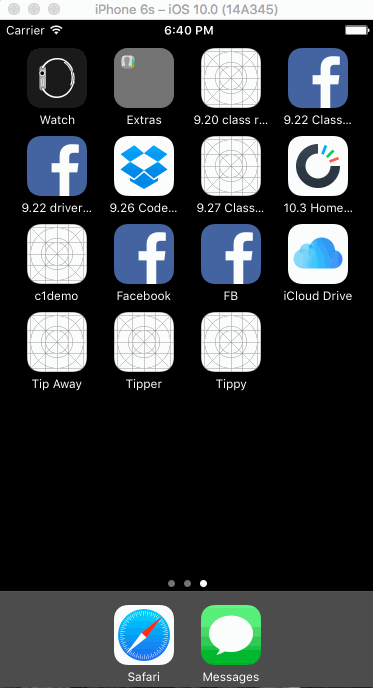 iPhone 6s – iOS 10.0 (14A345)
Carrier 6:40 PM
Watch Extras 9.20 class r... 9.22 Class...
9.22 driver... 9.26 Code... 9.27 Class... 10.3 Home...
c1demo Facebook FB iCloud Drive
Tip Away Tipper Tippy
Safari Messages